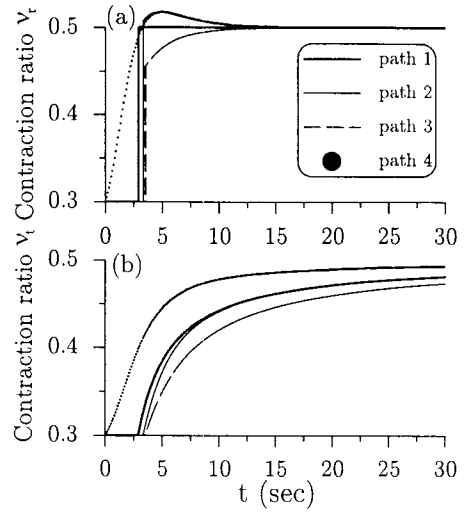 (a)
Contraction ratio νr
0.5
0.4
0.3
path 1
path 2
path 3
path 4
0 5 10 15 20 25 30
(b)
Contraction ratio νt
0.5
0.4
0.3
0 5 10 15 20 25 30
t (sec)